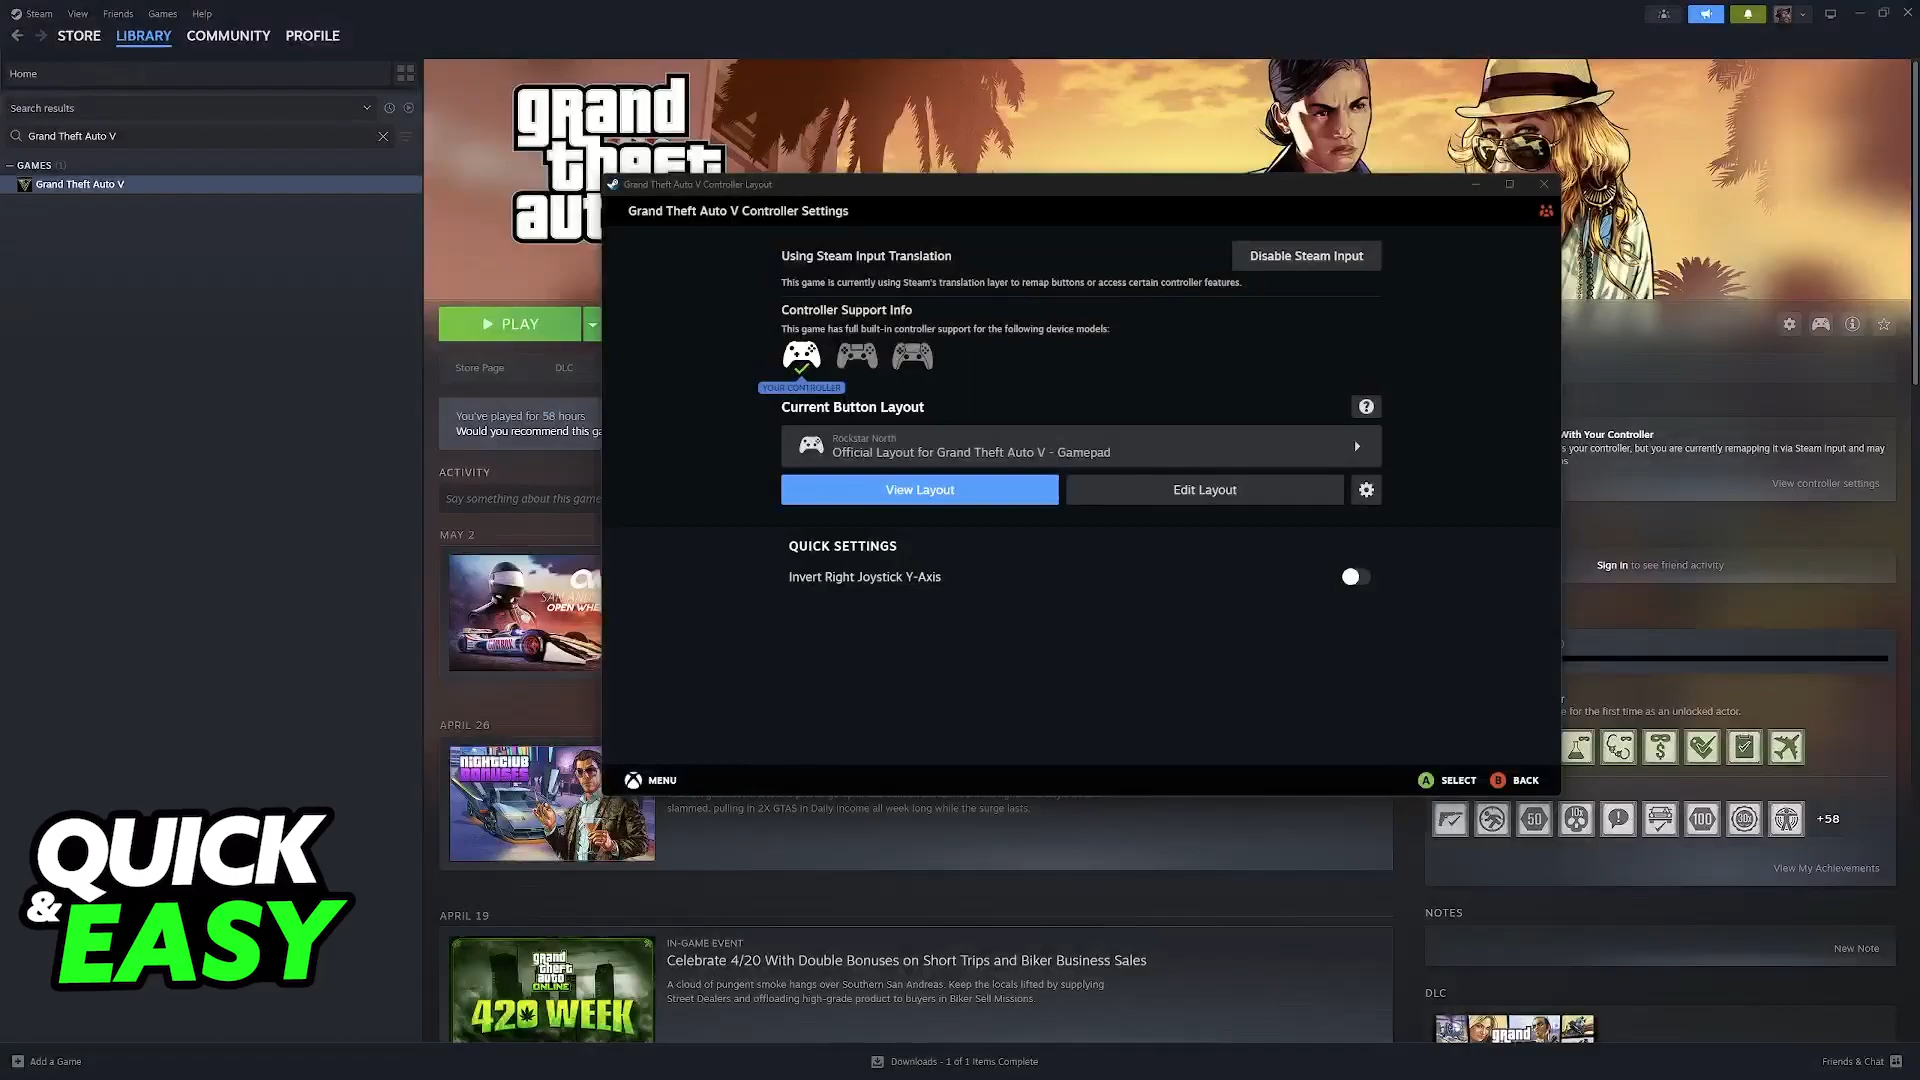 Steam View Friends Games Help
STORE LIBRARY COMMUNITY PROFILE
Home
Search results
Grand Theft Auto V
GAMES (1)
Grand Theft Auto V
grand
theft
aut
PLAY
Store Page DLC
You've played for 58 hours
Would you recommend this ga
ACTIVITY
Say something about this game
MAY 2
SAN AND
OPEN WHE
APRIL 26
NIGHTCLUB
BONUSES
slammed, pulling in 2X GTA$ in Daily Income all week long while the surge lasts.
APRIL 19
grand
theft
auto
ONLINE
420 WEEK
IN-GAME EVENT
Celebrate 4/20 With Double Bonuses on Short Trips and Biker Business Sales
A cloud of pungent smoke hangs over Southern San Andreas. Keep the locals lifted by supplying
Street Dealers and offloading high-grade product to buyers in Biker Sell Missions.
Grand Theft Auto V Controller Layout
Grand Theft Auto V Controller Settings
Using Steam Input Translation
Disable Steam Input
This game is currently using Steam's translation layer to remap buttons or access certain controller features.
Controller Support Info
This game has full built-in controller support for the following device models:
YOUR CONTROLLER
Current Button Layout
?
Rockstar North
Official Layout for Grand Theft Auto V - Gamepad
View Layout
Edit Layout
QUICK SETTINGS
Invert Right Joystick Y-Axis
MENU
A SELECT B BACK
With Your Controller
s your controller, but you are currently remapping it via Steam Input and may
View controller settings
Sign in to see friend activity
e for the first time as an unlocked actor.
50
10x
100
30x
+58
View My Achievements
NOTES
New Note
DLC
grand
QUICK
& EASY
Add a Game
Downloads - 1 of 1 Items Complete
Friends & Chat